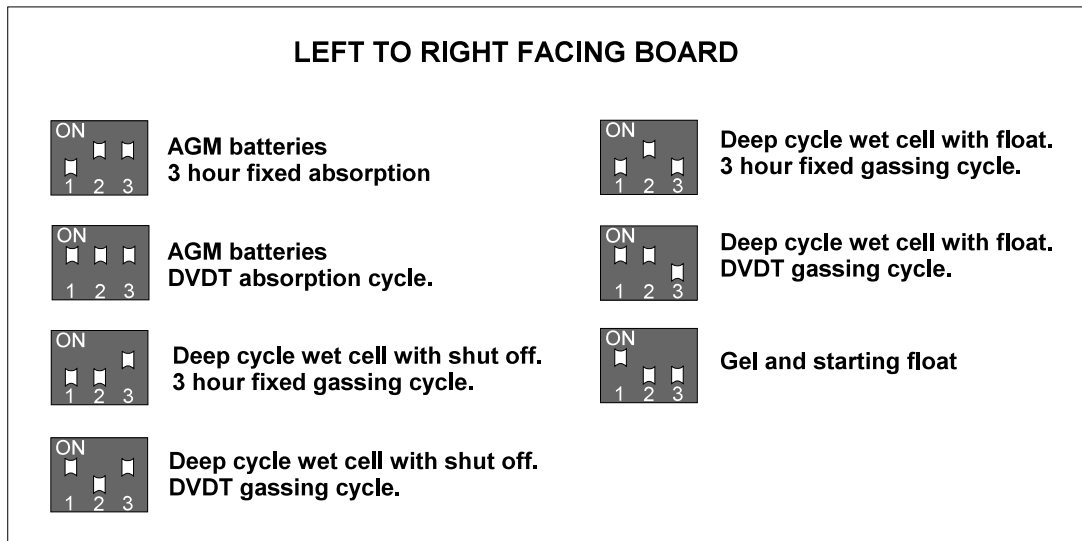 LEFT TO RIGHT FACING BOARD
ON
1 2 3
AGM batteries
3 hour fixed absorption
ON
1 2 3
AGM batteries
DVDT absorption cycle.
ON
1 2 3
Deep cycle wet cell with shut off.
3 hour fixed gassing cycle.
ON
1 2 3
Deep cycle wet cell with shut off.
DVDT gassing cycle.
ON
1 2 3
Deep cycle wet cell with float.
3 hour fixed gassing cycle.
ON
1 2 3
Deep cycle wet cell with float.
DVDT gassing cycle.
ON
1 2 3
Gel and starting float